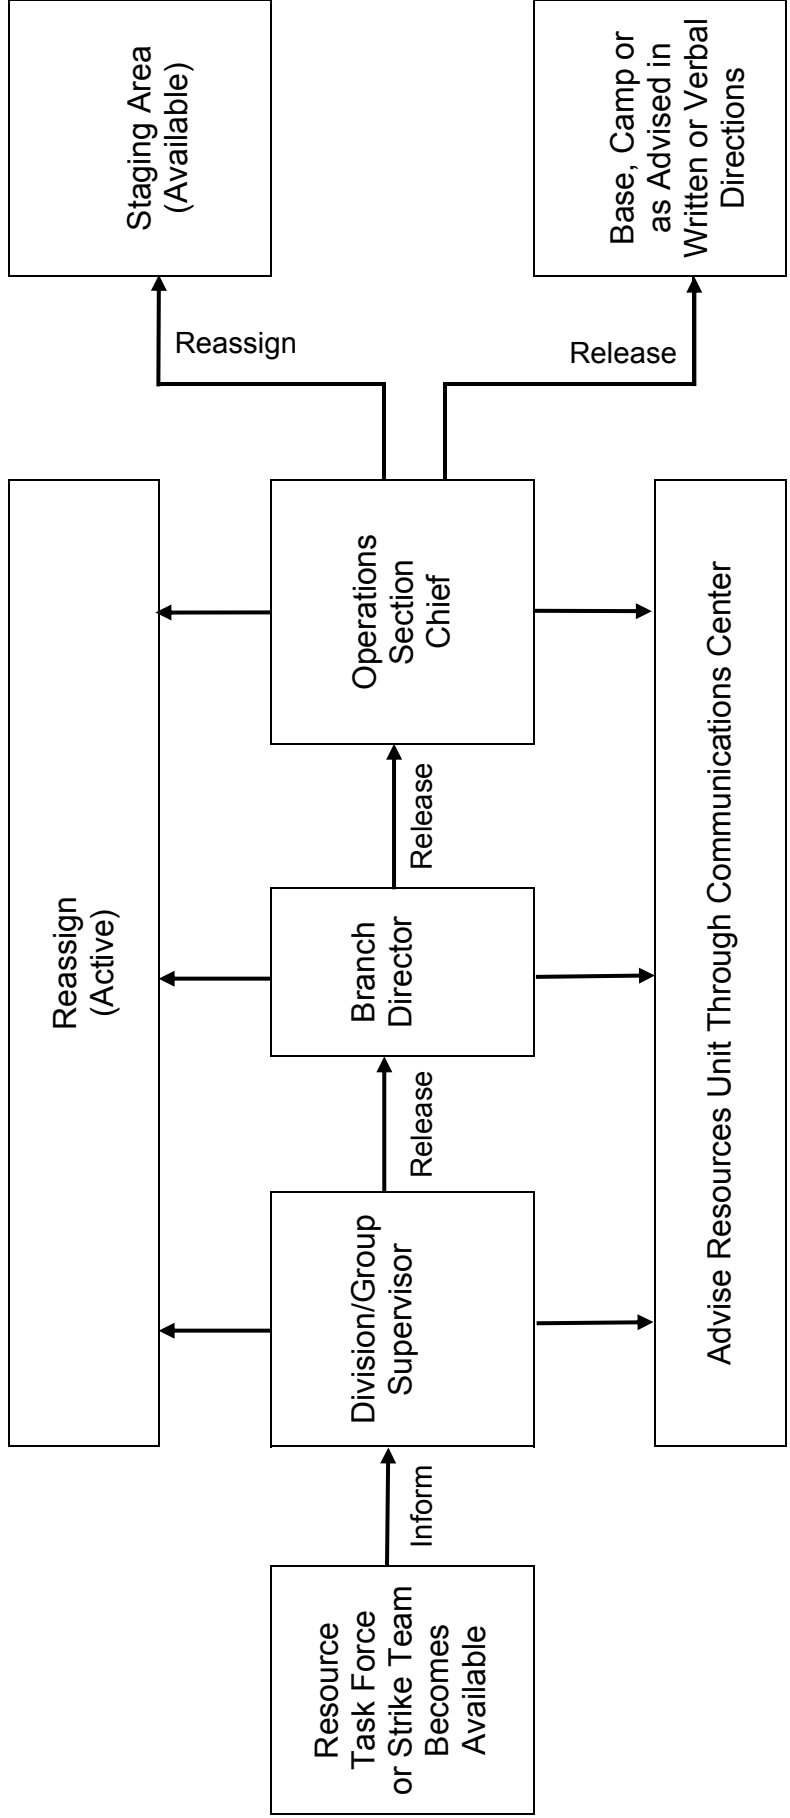 Resource
Task Force
or Strike Team
Becomes
Available
Inform
Division/Group
Supervisor
Release
Branch
Director
Release
Operations
Section
Chief
Reassign
(Active)
Advise Resources Unit Through Communications Center
Reassign
Staging Area
(Available)
Release
Base, Camp or
as Advised in
Written or Verbal
Directions